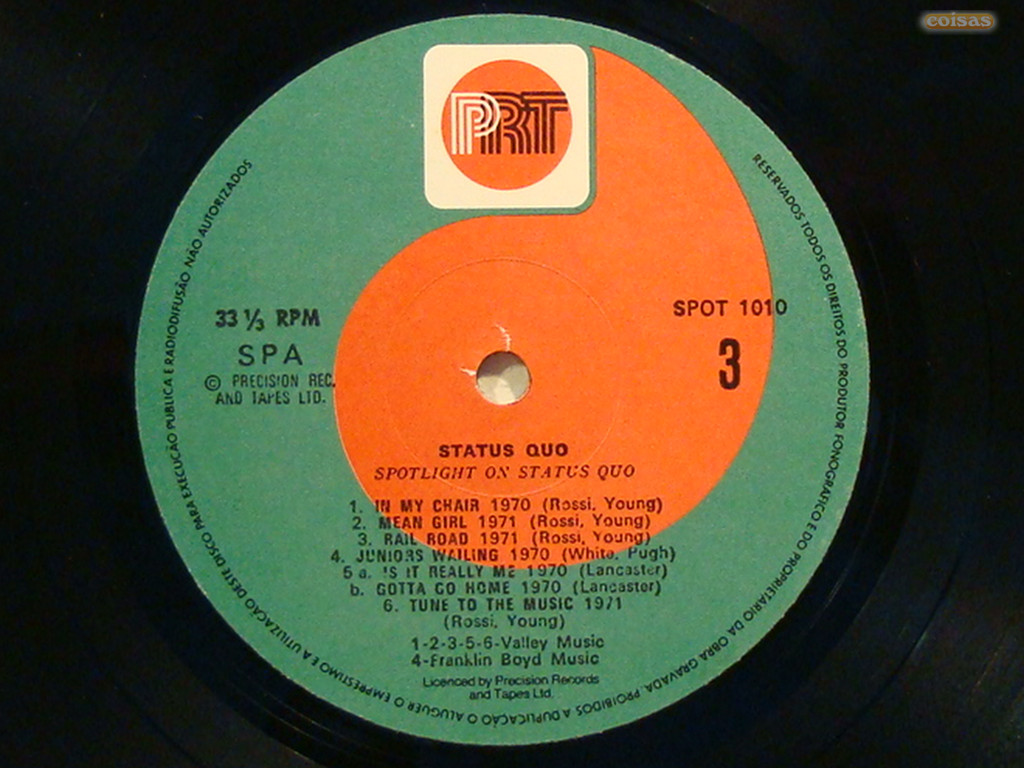 coisas
PRT
33 ⅓ RPM
SPA
© PRECISION REC.
AND TAPES LTD.
SPOT 1010
3
STATUS QUO
SPOTLIGHT ON STATUS QUO
1. IN MY CHAIR 1970 (Rossi, Young)
2. MEAN GIRL 1971 (Rossi, Young)
3. RAIL ROAD 1971 (Rossi, Young)
4. JUNIORS WAILING 1970 (White, Pugh)
5 a. IS IT REALLY ME 1970 (Lancaster)
b. GOTTA GO HOME 1970 (Lancaster)
6. TUNE TO THE MUSIC 1971
(Rossi, Young)
1-2-3-5-6-Valley Music
4-Franklin Boyd Music
Licenced by Precision Records
and Tapes Ltd.
RESERVADOS TODOS OS DIREITOS DO PRODUTOR FONOGRAFICO E DO PROPRIETARIO DA OBRA GRAVADA PROIBIDOS A DUPLICAÇÃO O ALUGUER O EMPRESTIMO E A UTILIZAÇÃO DESTE DISCO PARA EXECUÇÃO PUBLICA E RADIODIFUSÃO NÃO AUTORIZADOS